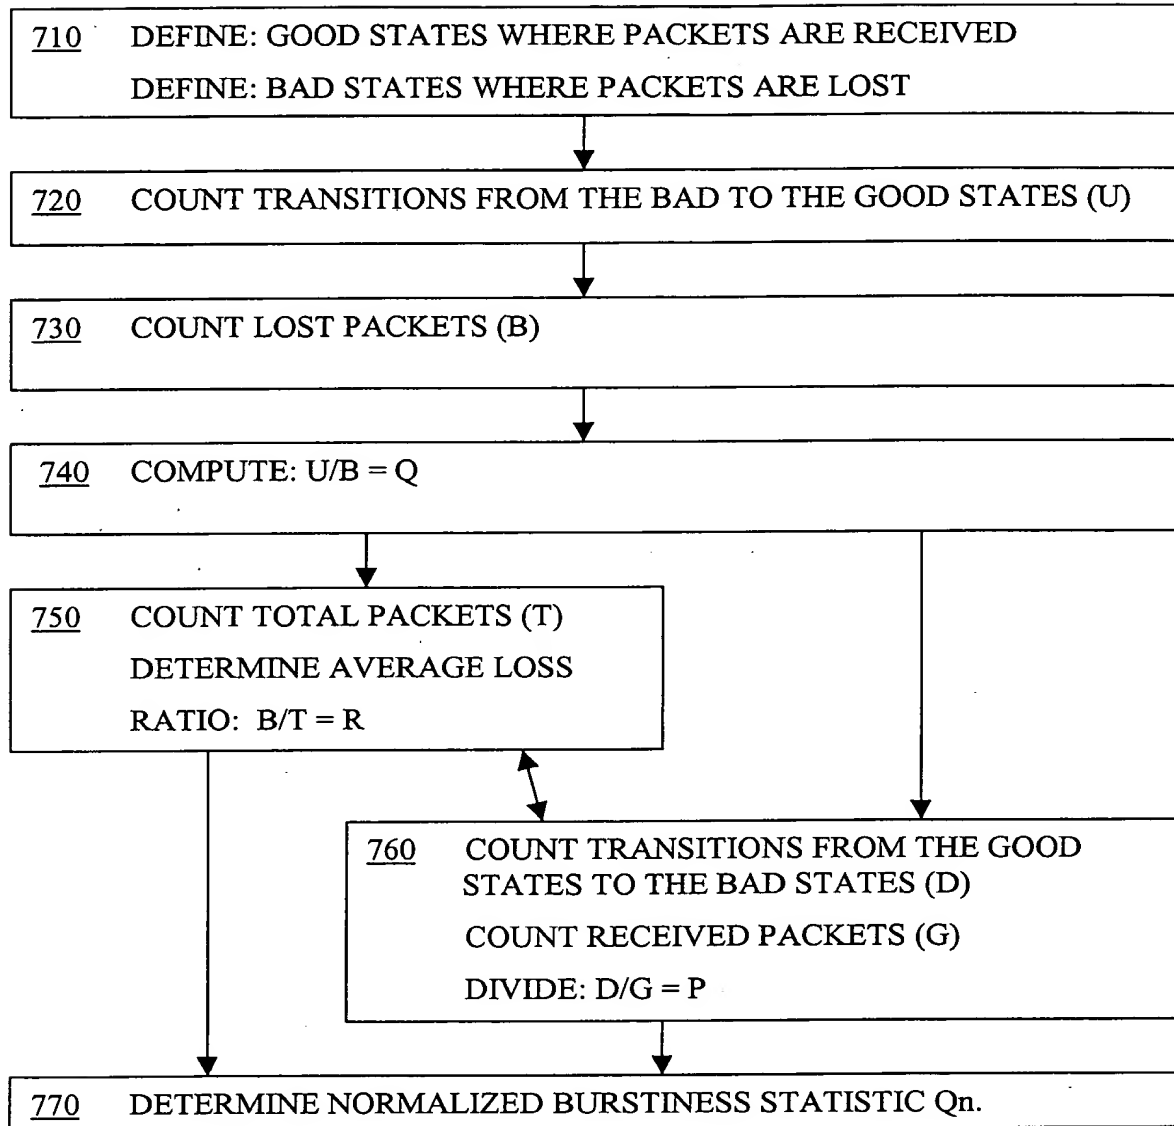 710 DEFINE: GOOD STATES WHERE PACKETS ARE RECEIVED
DEFINE: BAD STATES WHERE PACKETS ARE LOST
720 COUNT TRANSITIONS FROM THE BAD TO THE GOOD STATES (U)
730 COUNT LOST PACKETS (B)
740 COMPUTE: U/B = Q
750 COUNT TOTAL PACKETS (T)
DETERMINE AVERAGE LOSS
RATIO: B/T = R
760 COUNT TRANSITIONS FROM THE GOOD
STATES TO THE BAD STATES (D)
COUNT RECEIVED PACKETS (G)
DIVIDE: D/G = P
770 DETERMINE NORMALIZED BURSTINESS STATISTIC Qn.